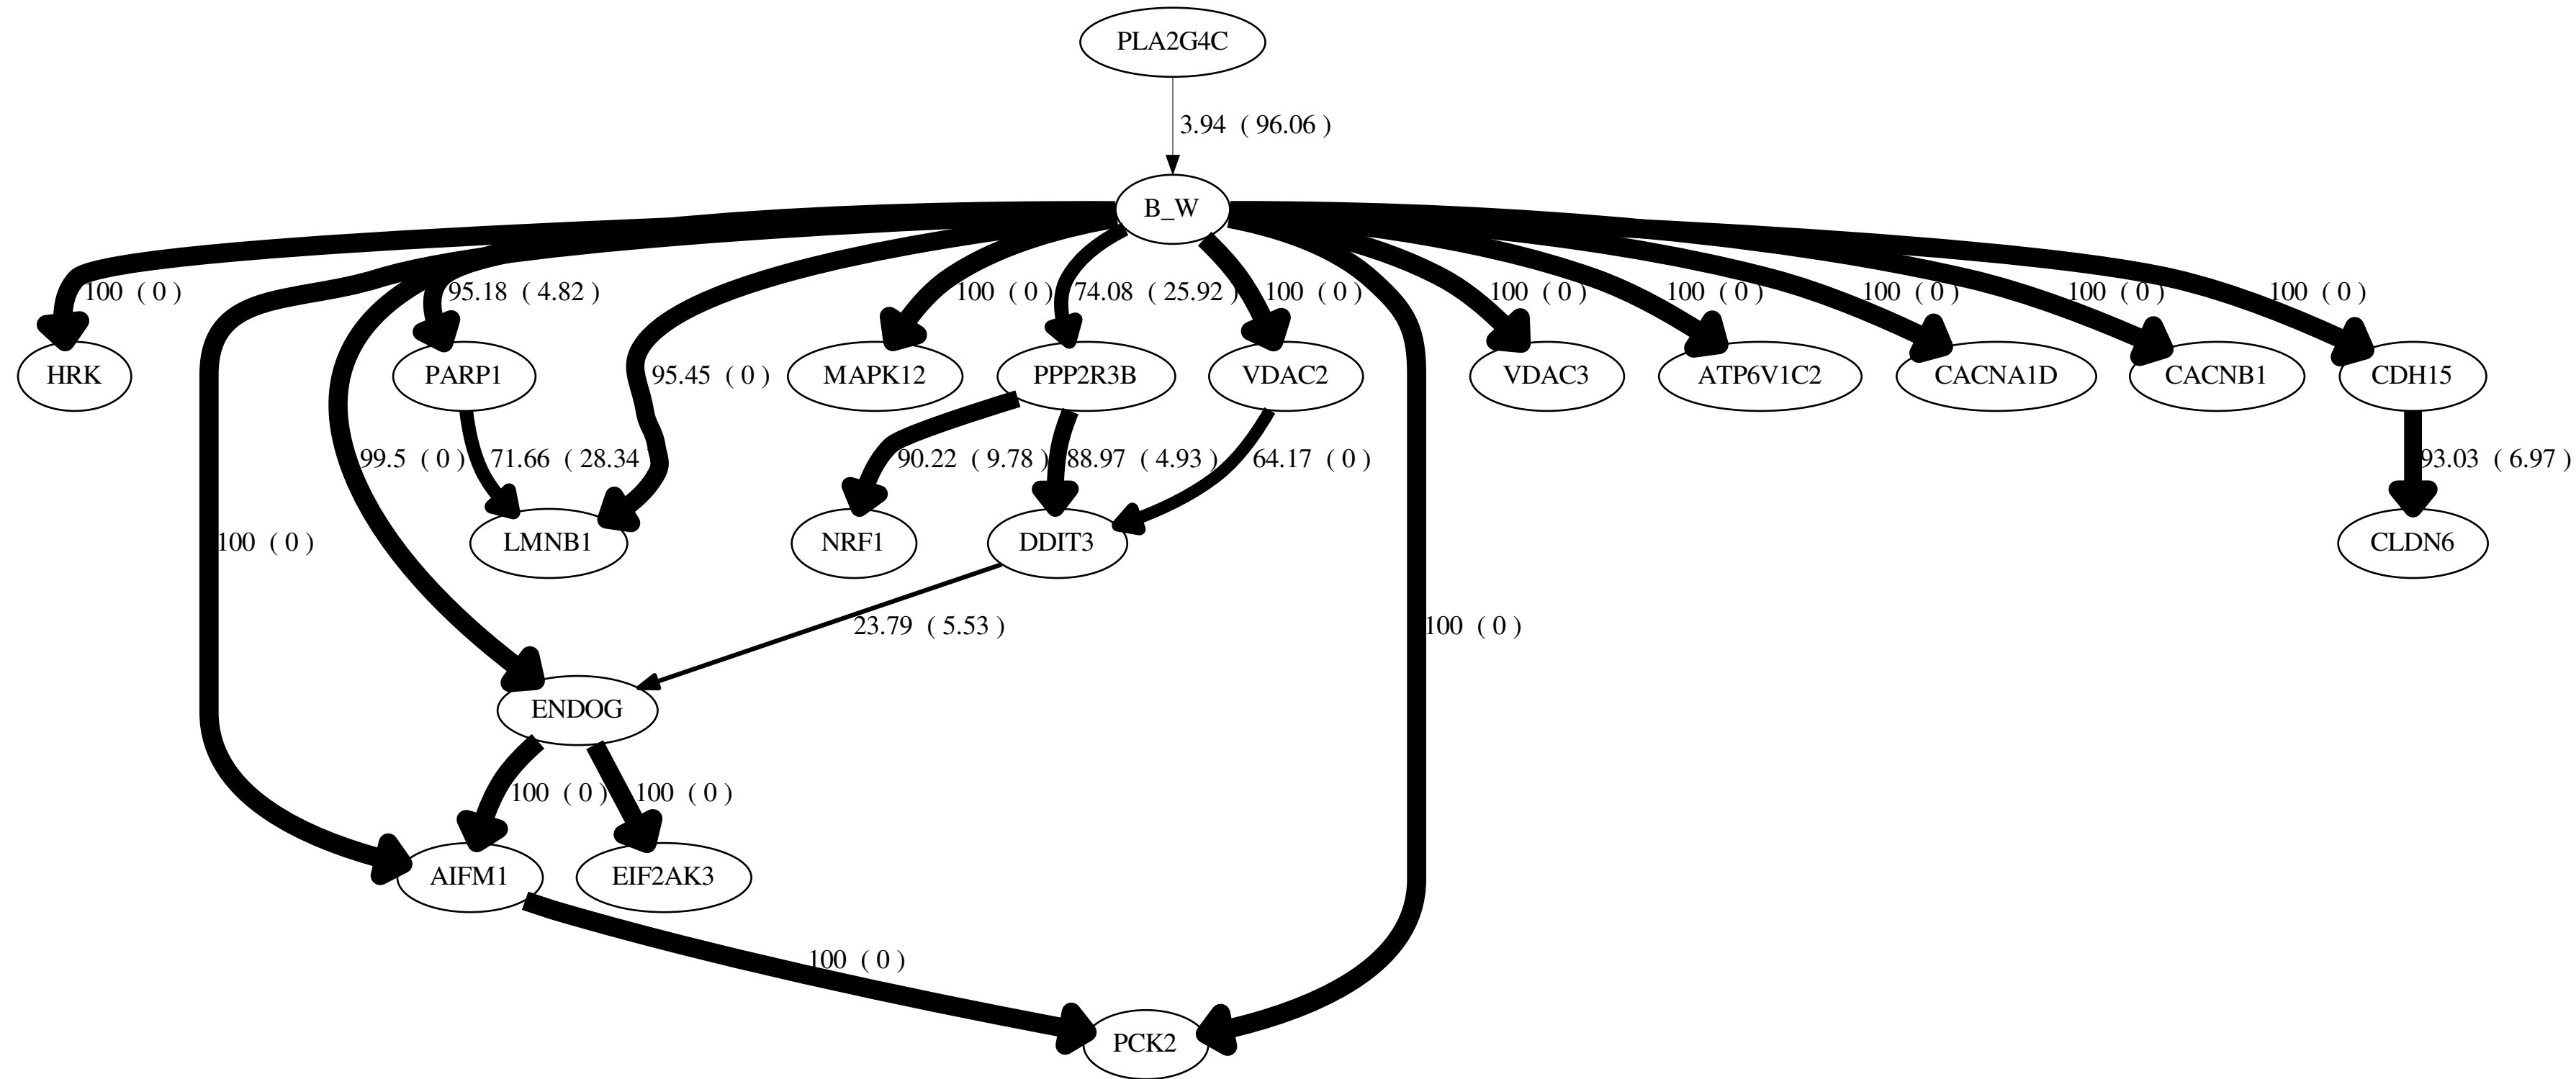 PLA2G4C
3.94 ( 96.06 )
B_W
100 ( 0 )
95.18 ( 4.82 )
100 ( 0 )
74.08 ( 25.92 )
100 ( 0 )
100 ( 0 )
100 ( 0 )
100 ( 0 )
100 ( 0 )
100 ( 0 )
HRK
PARP1
95.45 ( 0 )
MAPK12
PPP2R3B
VDAC2
VDAC3
ATP6V1C2
CACNA1D
CACNB1
CDH15
99.5 ( 0 )
71.66 ( 28.34
90.22 ( 9.78 )
88.97 ( 4.93 )
64.17 ( 0 )
93.03 ( 6.97 )
100 ( 0 )
LMNB1
NRF1
DDIT3
CLDN6
23.79 ( 5.53 )
100 ( 0 )
ENDOG
100 ( 0 )
100 ( 0 )
AIFM1
EIF2AK3
100 ( 0 )
PCK2